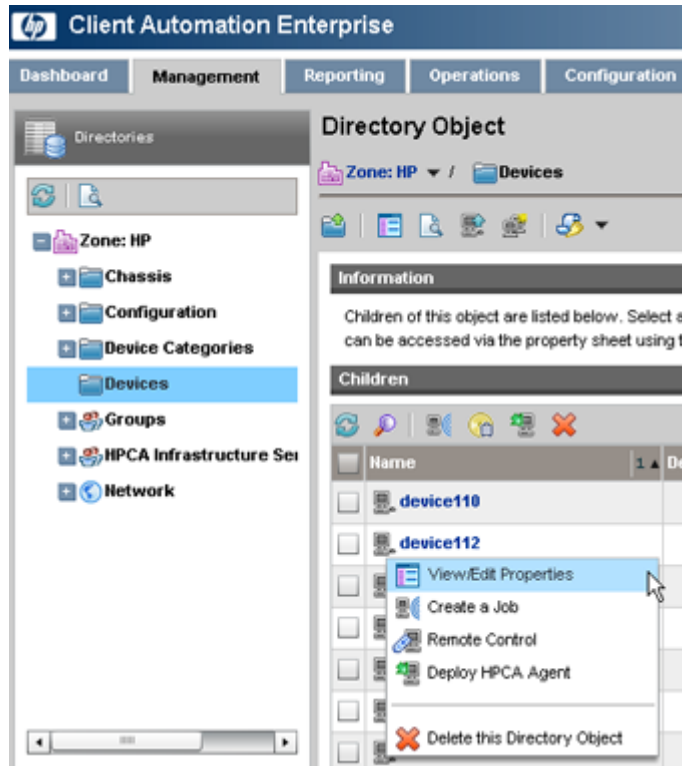 hp Client Automation Enterprise
Dashboard Management Reporting Operations Configuration
Directories
Zone: HP
Chassis
Configuration
Device Categories
Devices
Groups
HPCA Infrastructure Ser
Network
Directory Object
Zone: HP / Devices
Information
Children of this object are listed below. Select a
can be accessed via the property sheet using t
Children
Name 1 De
device110
device112
View/Edit Properties
Create a Job
Remote Control
Deploy HPCA Agent
Delete this Directory Object